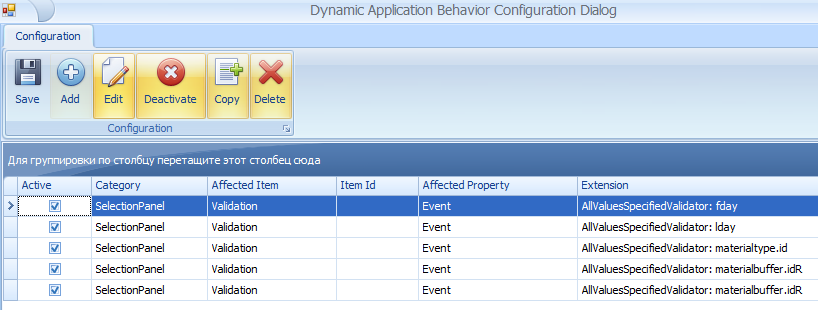 Dynamic Application Behavior Configuration Dialog
Configuration
Save Add Edit Deactivate Copy Delete
Configuration
Для группировки по столбцу перетащите этот столбец сюда
Active Category Affected Item Item Id Affected Property Extension
SelectionPanel Validation Event AllValuesSpecifiedValidator: fday
SelectionPanel Validation Event AllValuesSpecifiedValidator: lday
SelectionPanel Validation Event AllValuesSpecifiedValidator: materialtype.id
SelectionPanel Validation Event AllValuesSpecifiedValidator: materialbuffer.idR
SelectionPanel Validation Event AllValuesSpecifiedValidator: materialbuffer.idR